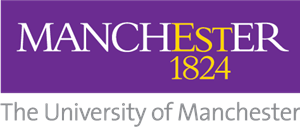 MANCHESTER
1824
The University of Manchester